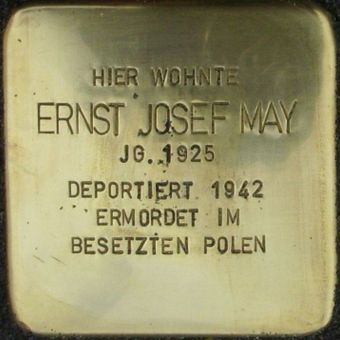 HIER WOHNTE
ERNST JOSEF MAY
JG. 1925
DEPORTIERT 1942
ERMORDET IM
BESETZTEN POLEN